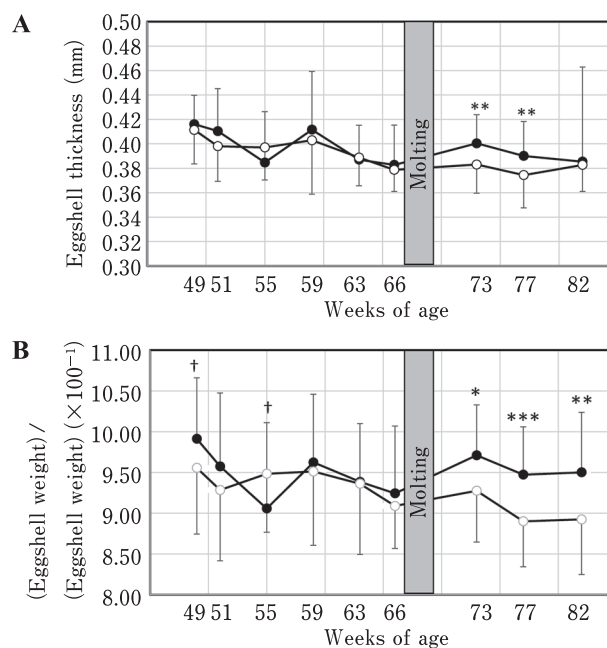 A
Eggshell thickness (mm)
0.50
0.48
0.46
0.44
0.42
0.40
0.38
0.36
0.34
0.32
0.30
** **
Molting
49 51 55 59 63 66 73 77 82
Weeks of age
B
(Eggshell weight) /
(Eggshell weight) (×100⁻¹)
11.00
10.50
10.00
9.50
9.00
8.50
8.00
† † * *** **
Molting
49 51 55 59 63 66 73 77 82
Weeks of age